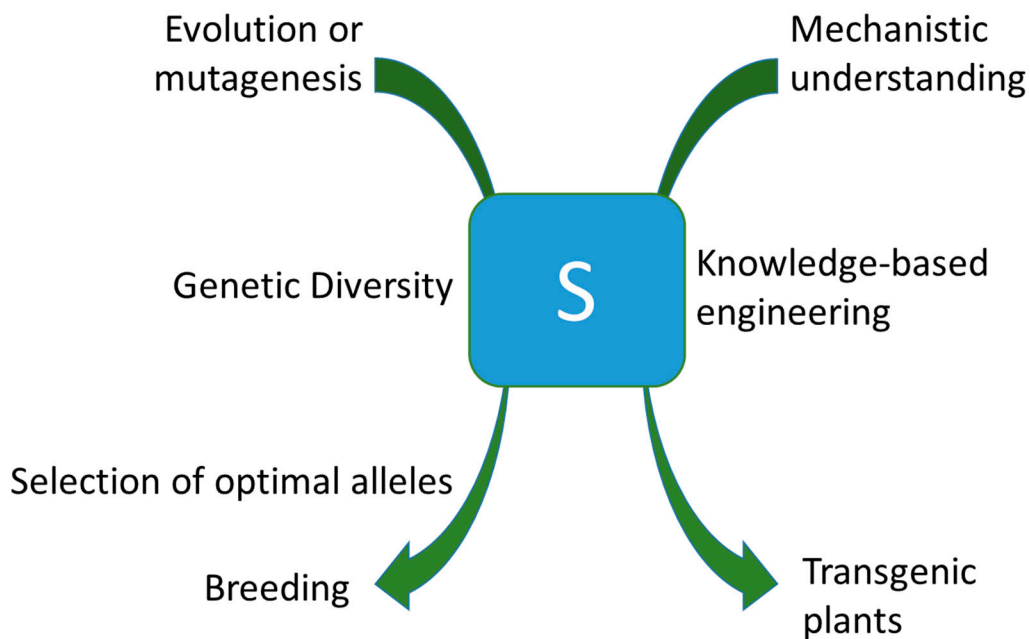 Evolution or
mutagenesis
Mechanistic
understanding
Genetic Diversity
S
Knowledge-based
engineering
Selection of optimal alleles
Breeding
Transgenic
plants